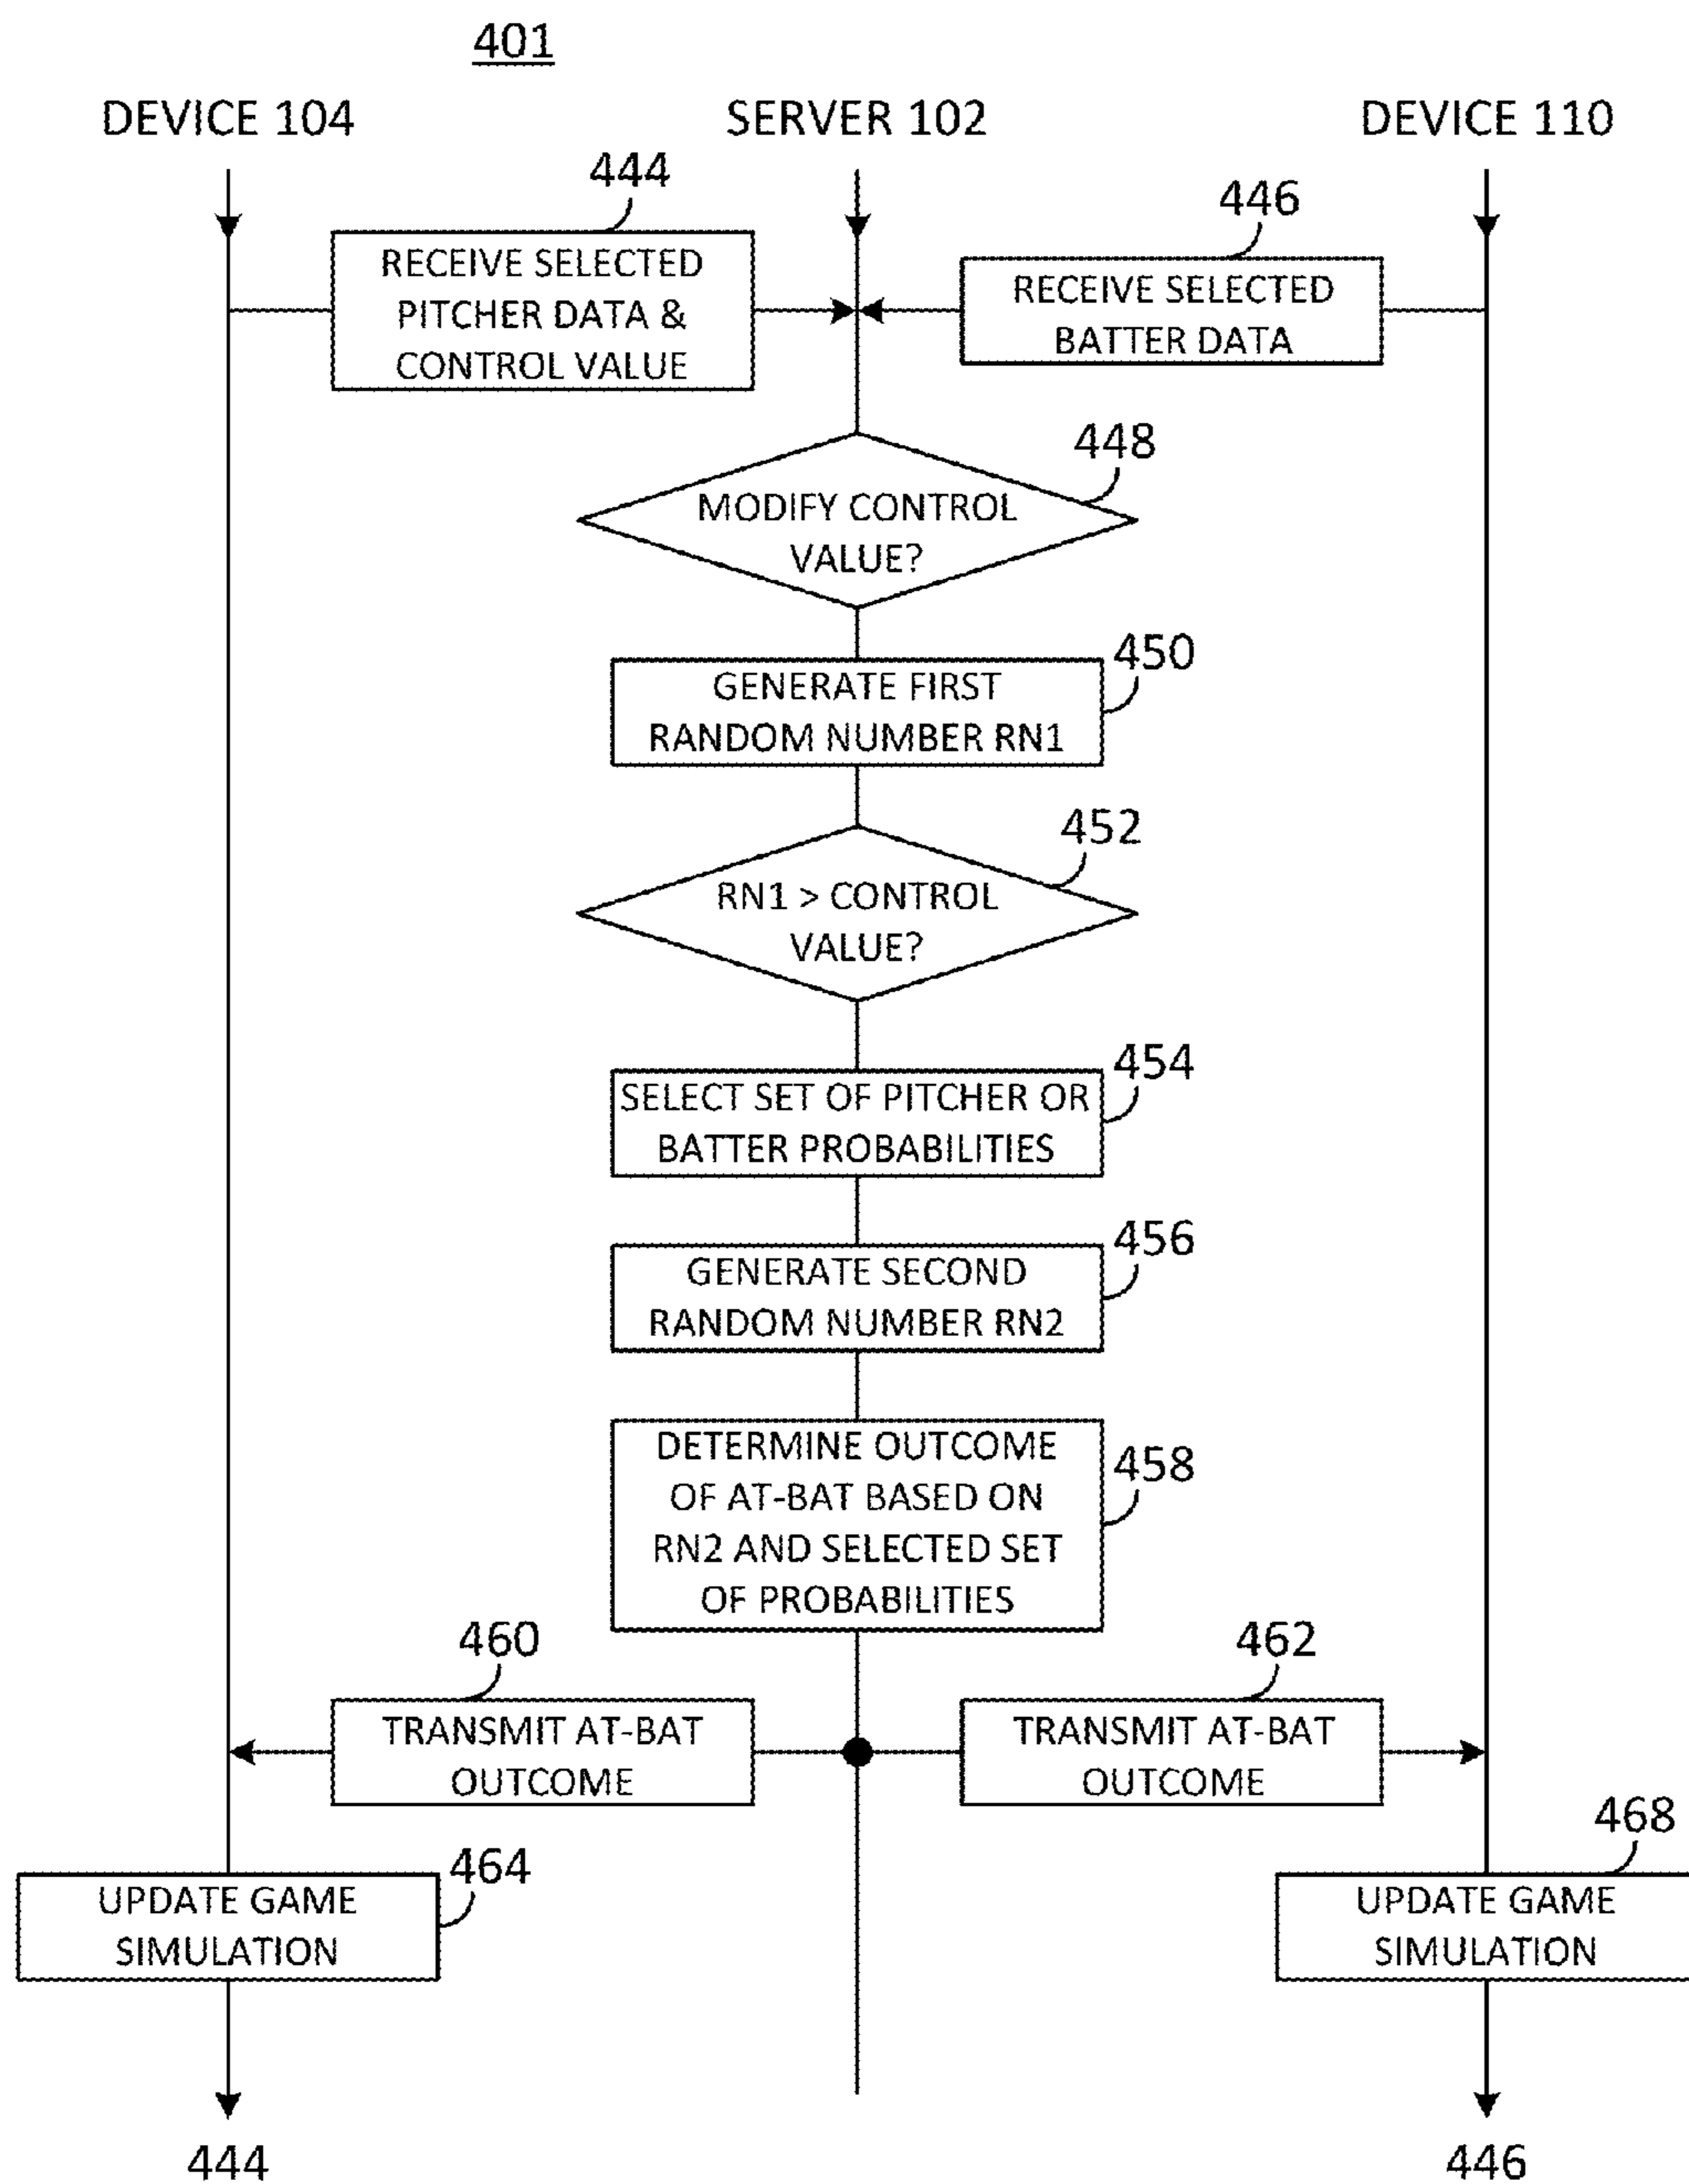 401
DEVICE 104
SERVER 102
DEVICE 110
444
446
RECEIVE SELECTED
PITCHER DATA &
CONTROL VALUE
RECEIVE SELECTED
BATTER DATA
448
MODIFY CONTROL
VALUE?
450
GENERATE FIRST
RANDOM NUMBER RN1
452
RN1 > CONTROL
VALUE?
454
SELECT SET OF PITCHER OR
BATTER PROBABILITIES
456
GENERATE SECOND
RANDOM NUMBER RN2
458
DETERMINE OUTCOME
OF AT-BAT BASED ON
RN2 AND SELECTED SET
OF PROBABILITIES
460
462
TRANSMIT AT-BAT
OUTCOME
TRANSMIT AT-BAT
OUTCOME
464
468
UPDATE GAME
SIMULATION
UPDATE GAME
SIMULATION
444
446